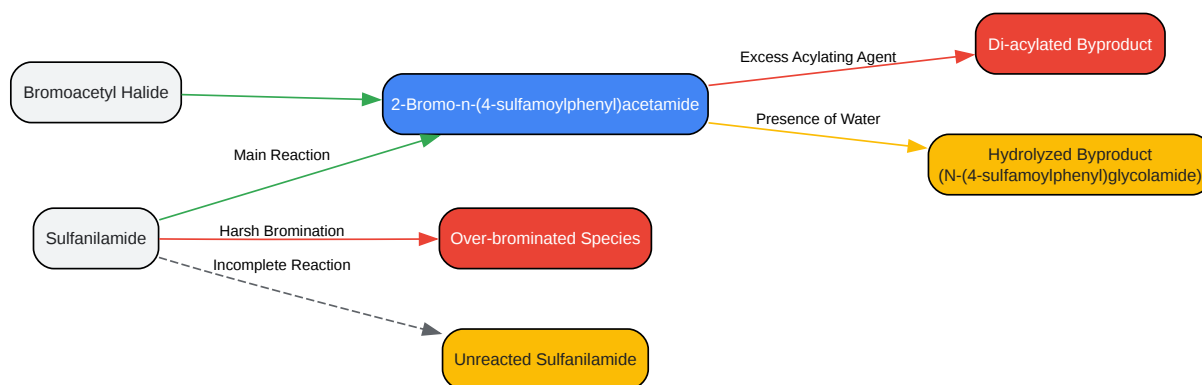 Di-acylated Byproduct
Excess Acylating Agent
Bromoacetyl Halide
2-Bromo-n-(4-sulfamoylphenyl)acetamide
Presence of Water
Hydrolyzed Byproduct
(N-(4-sulfamoylphenyl)glycolamide)
Main Reaction
Sulfanilamide
Harsh Bromination
Over-brominated Species
Incomplete Reaction
Unreacted Sulfanilamide